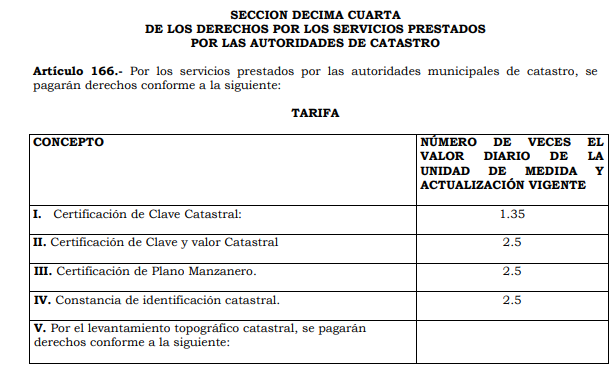 SECCION DECIMA CUARTA
DE LOS DERECHOS POR LOS SERVICIOS PRESTADOS
POR LAS AUTORIDADES DE CATASTRO
Artículo 166.- Por los servicios prestados por las autoridades municipales de catastro, se
pagarán derechos conforme a la siguiente:
TARIFA
CONCEPTO
NÚMERO DE VECES EL
VALOR DIARIO DE LA
UNIDAD DE MEDIDA Y
ACTUALIZACIÓN VIGENTE
I. Certificación de Clave Catastral:
1.35
II. Certificación de Clave y valor Catastral
2.5
III. Certificación de Plano Manzanero.
2.5
IV. Constancia de identificación catastral.
2.5
V. Por el levantamiento topográfico catastral, se pagarán
derechos conforme a la siguiente: